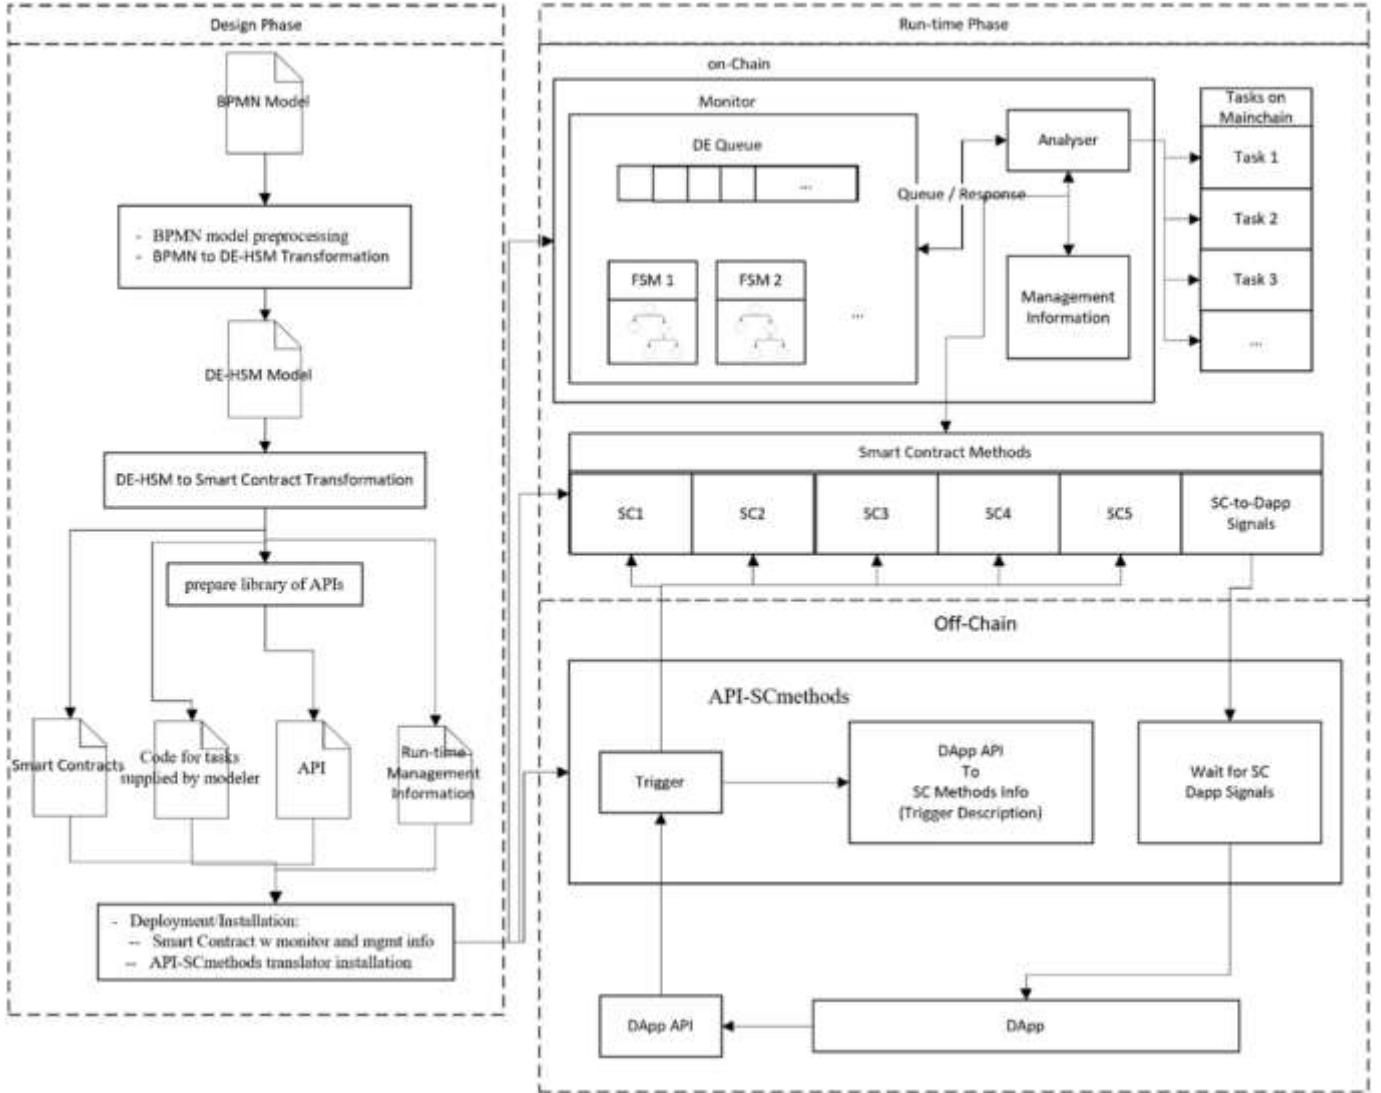 Design Phase
BPMN Model
- BPMN model preprocessing
- BPMN to DE-HSM Transformation
DE-HSM Model
DE-HSM to Smart Contract Transformation
prepare library of APIs
Smart Contracts
Code for tasks
supplied by modeler
API
Run-time
Management
Information
- Deployment/Installation:
-- Smart Contract w monitor and mgmt info
-- API-SCmethods translator installation
Run-time Phase
on-Chain
Monitor
DE Queue
...
FSM 1
FSM 2
...
Queue / Response
Analyser
Management
Information
Tasks on
Mainchain
Task 1
Task 2
Task 3
...
Smart Contract Methods
SC1
SC2
SC3
SC4
SC5
SC-to-Dapp
Signals
Off-Chain
API-SCmethods
Trigger
DApp API
To
SC Methods Info
(Trigger Description)
Wait for SC
Dapp Signals
DApp API
DApp